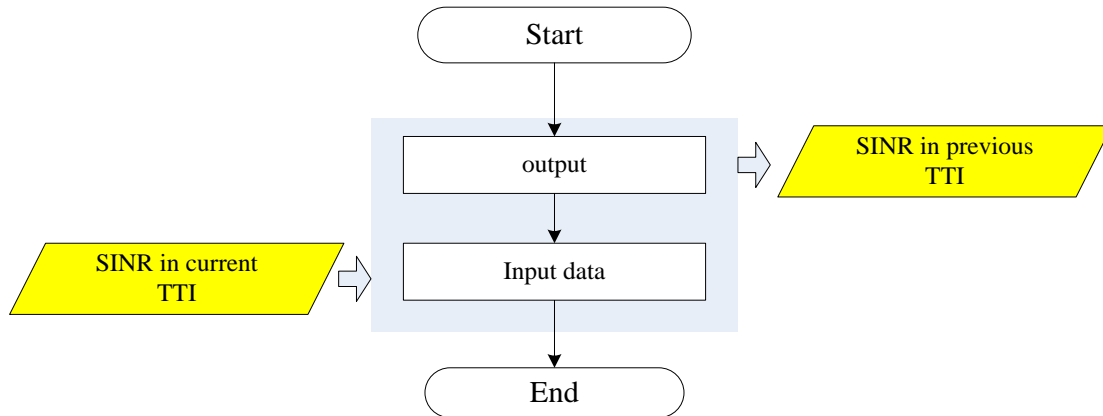 Start
output
SINR in previous
TTI
SINR in current
TTI
Input data
End